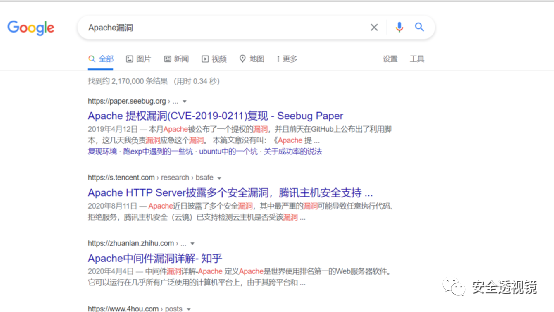 Google
Apache漏洞
全部 图片 新闻 视频 地图 更多 设置 工具
找到约 2,170,000 条结果 （用时 0.34 秒）
https://paper.seebug.org › ...
Apache 提权漏洞(CVE-2019-0211)复现 - Seebug Paper
2019年4月12日 — 本月Apache被公布了一个提权的漏洞，并且前天在GitHub上公布出了利用脚
本，这几天我负责漏洞应急这个漏洞。 本篇文章没有叫：《Apache 提 ...
复现环境 · 酷exp中遇到的一些坑 · ubuntu中的一个坑 · 关于成功率的说法
https://s.tencent.com › research › bsafe
Apache HTTP Server披露多个安全漏洞，腾讯主机安全支持 ...
2020年8月11日 — Apache近日披露了多个安全漏洞，其中最严重的漏洞可能导致任意执行代码、
拒绝服务，腾讯主机安全（云镜）已支持检测云主机是否受该漏洞 ...
https://zhuanlan.zhihu.com › ...
Apache中间件漏洞详解- 知乎
2020年4月4日 — 中间件漏洞详解-Apache 定义Apache是世界使用排名第一的Web服务器软件。
它可以运行在几乎所有广泛使用的计算机平台上，由于其跨平台和 ...
https://www.4hou.com › posts
安全透视镜